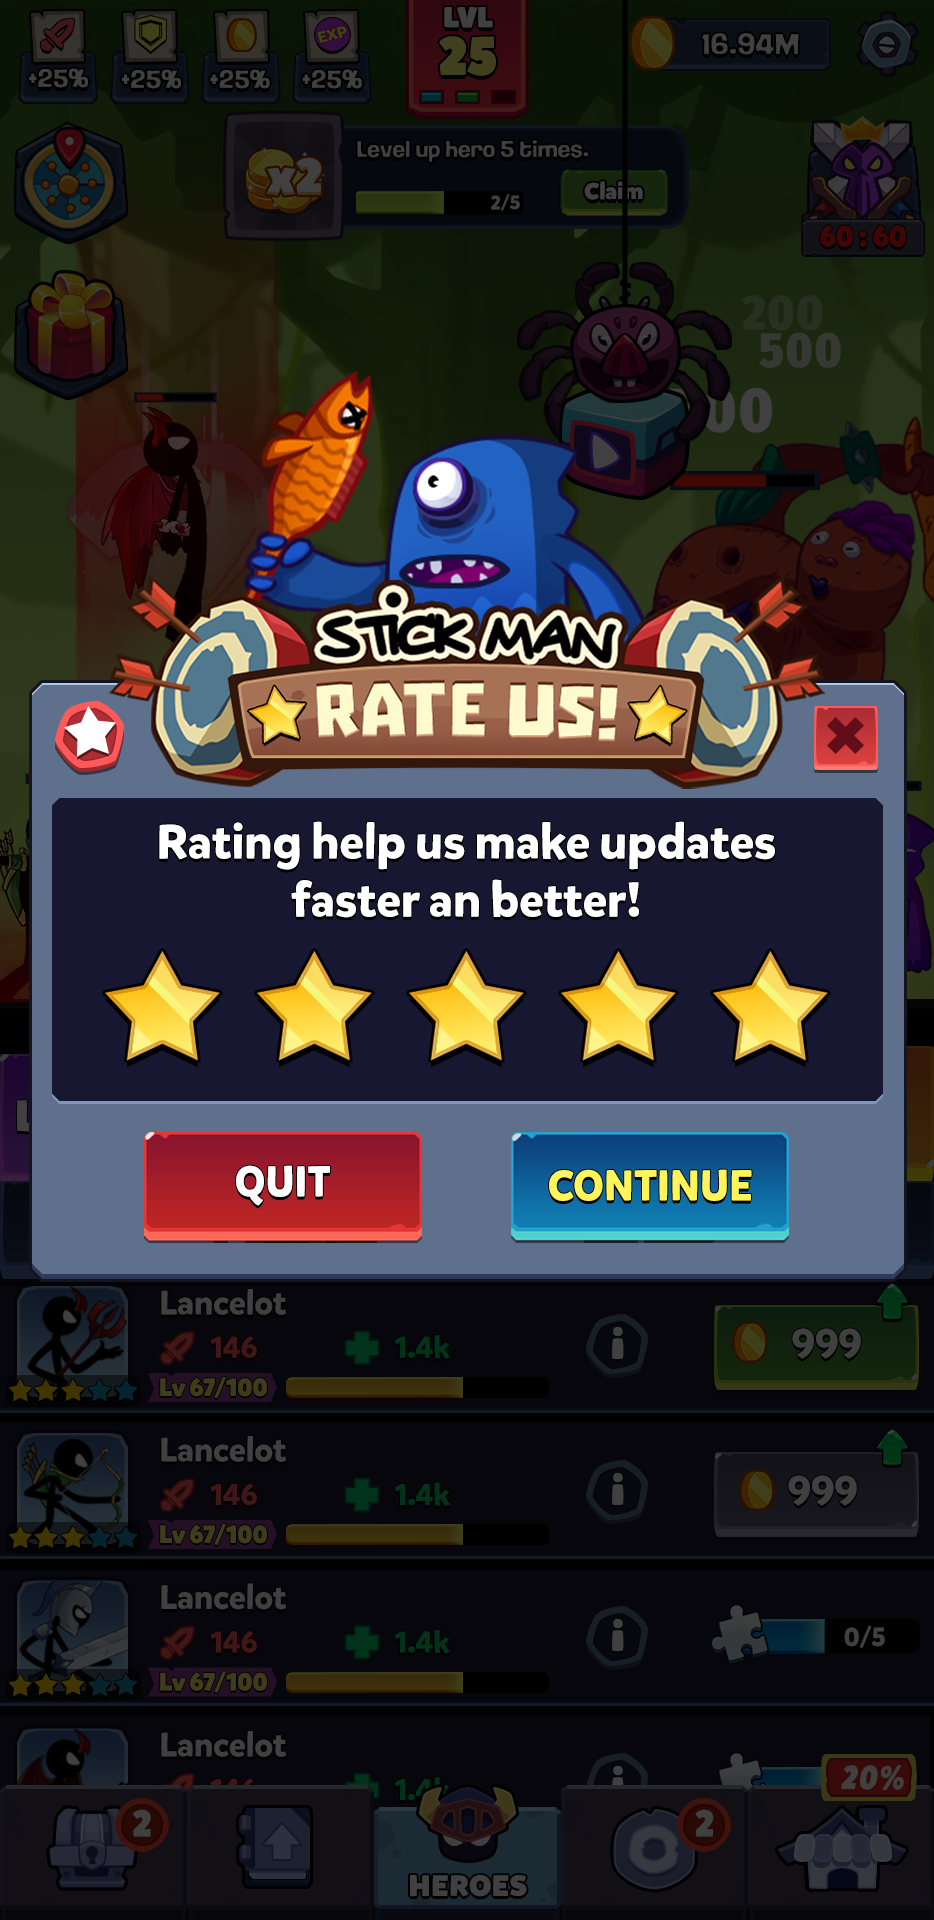 LVL
25
16.94M
EXP
+25%
+25%
+25%
+25%
x2
Level up hero 5 times.
2/5
Claim
60:60
200
500
00
STICK MAN
RATE US!
Rating help us make updates
faster an better!
QUIT
CONTINUE
Lancelot
146
1.4k
Lv 67/100
999
Lancelot
146
1.4k
Lv 67/100
999
Lancelot
146
1.4k
Lv 67/100
0/5
Lancelot
146
20%
2
2
HEROES